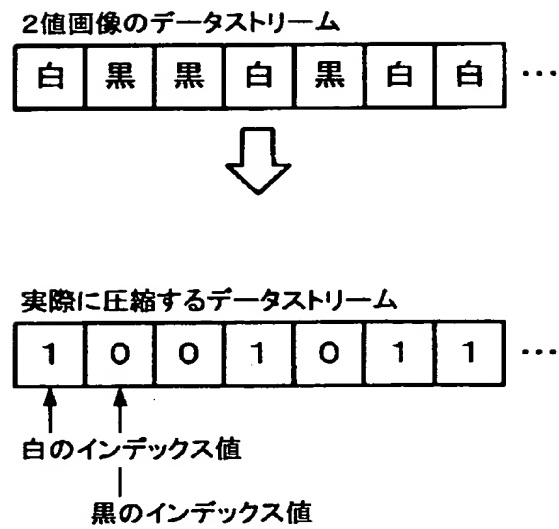 2値画像のデータストリーム
白 黒 黒 白 黒 白 白 …
実際に圧縮するデータストリーム
1 0 0 1 0 1 1 …
白のインデックス値
黒のインデックス値